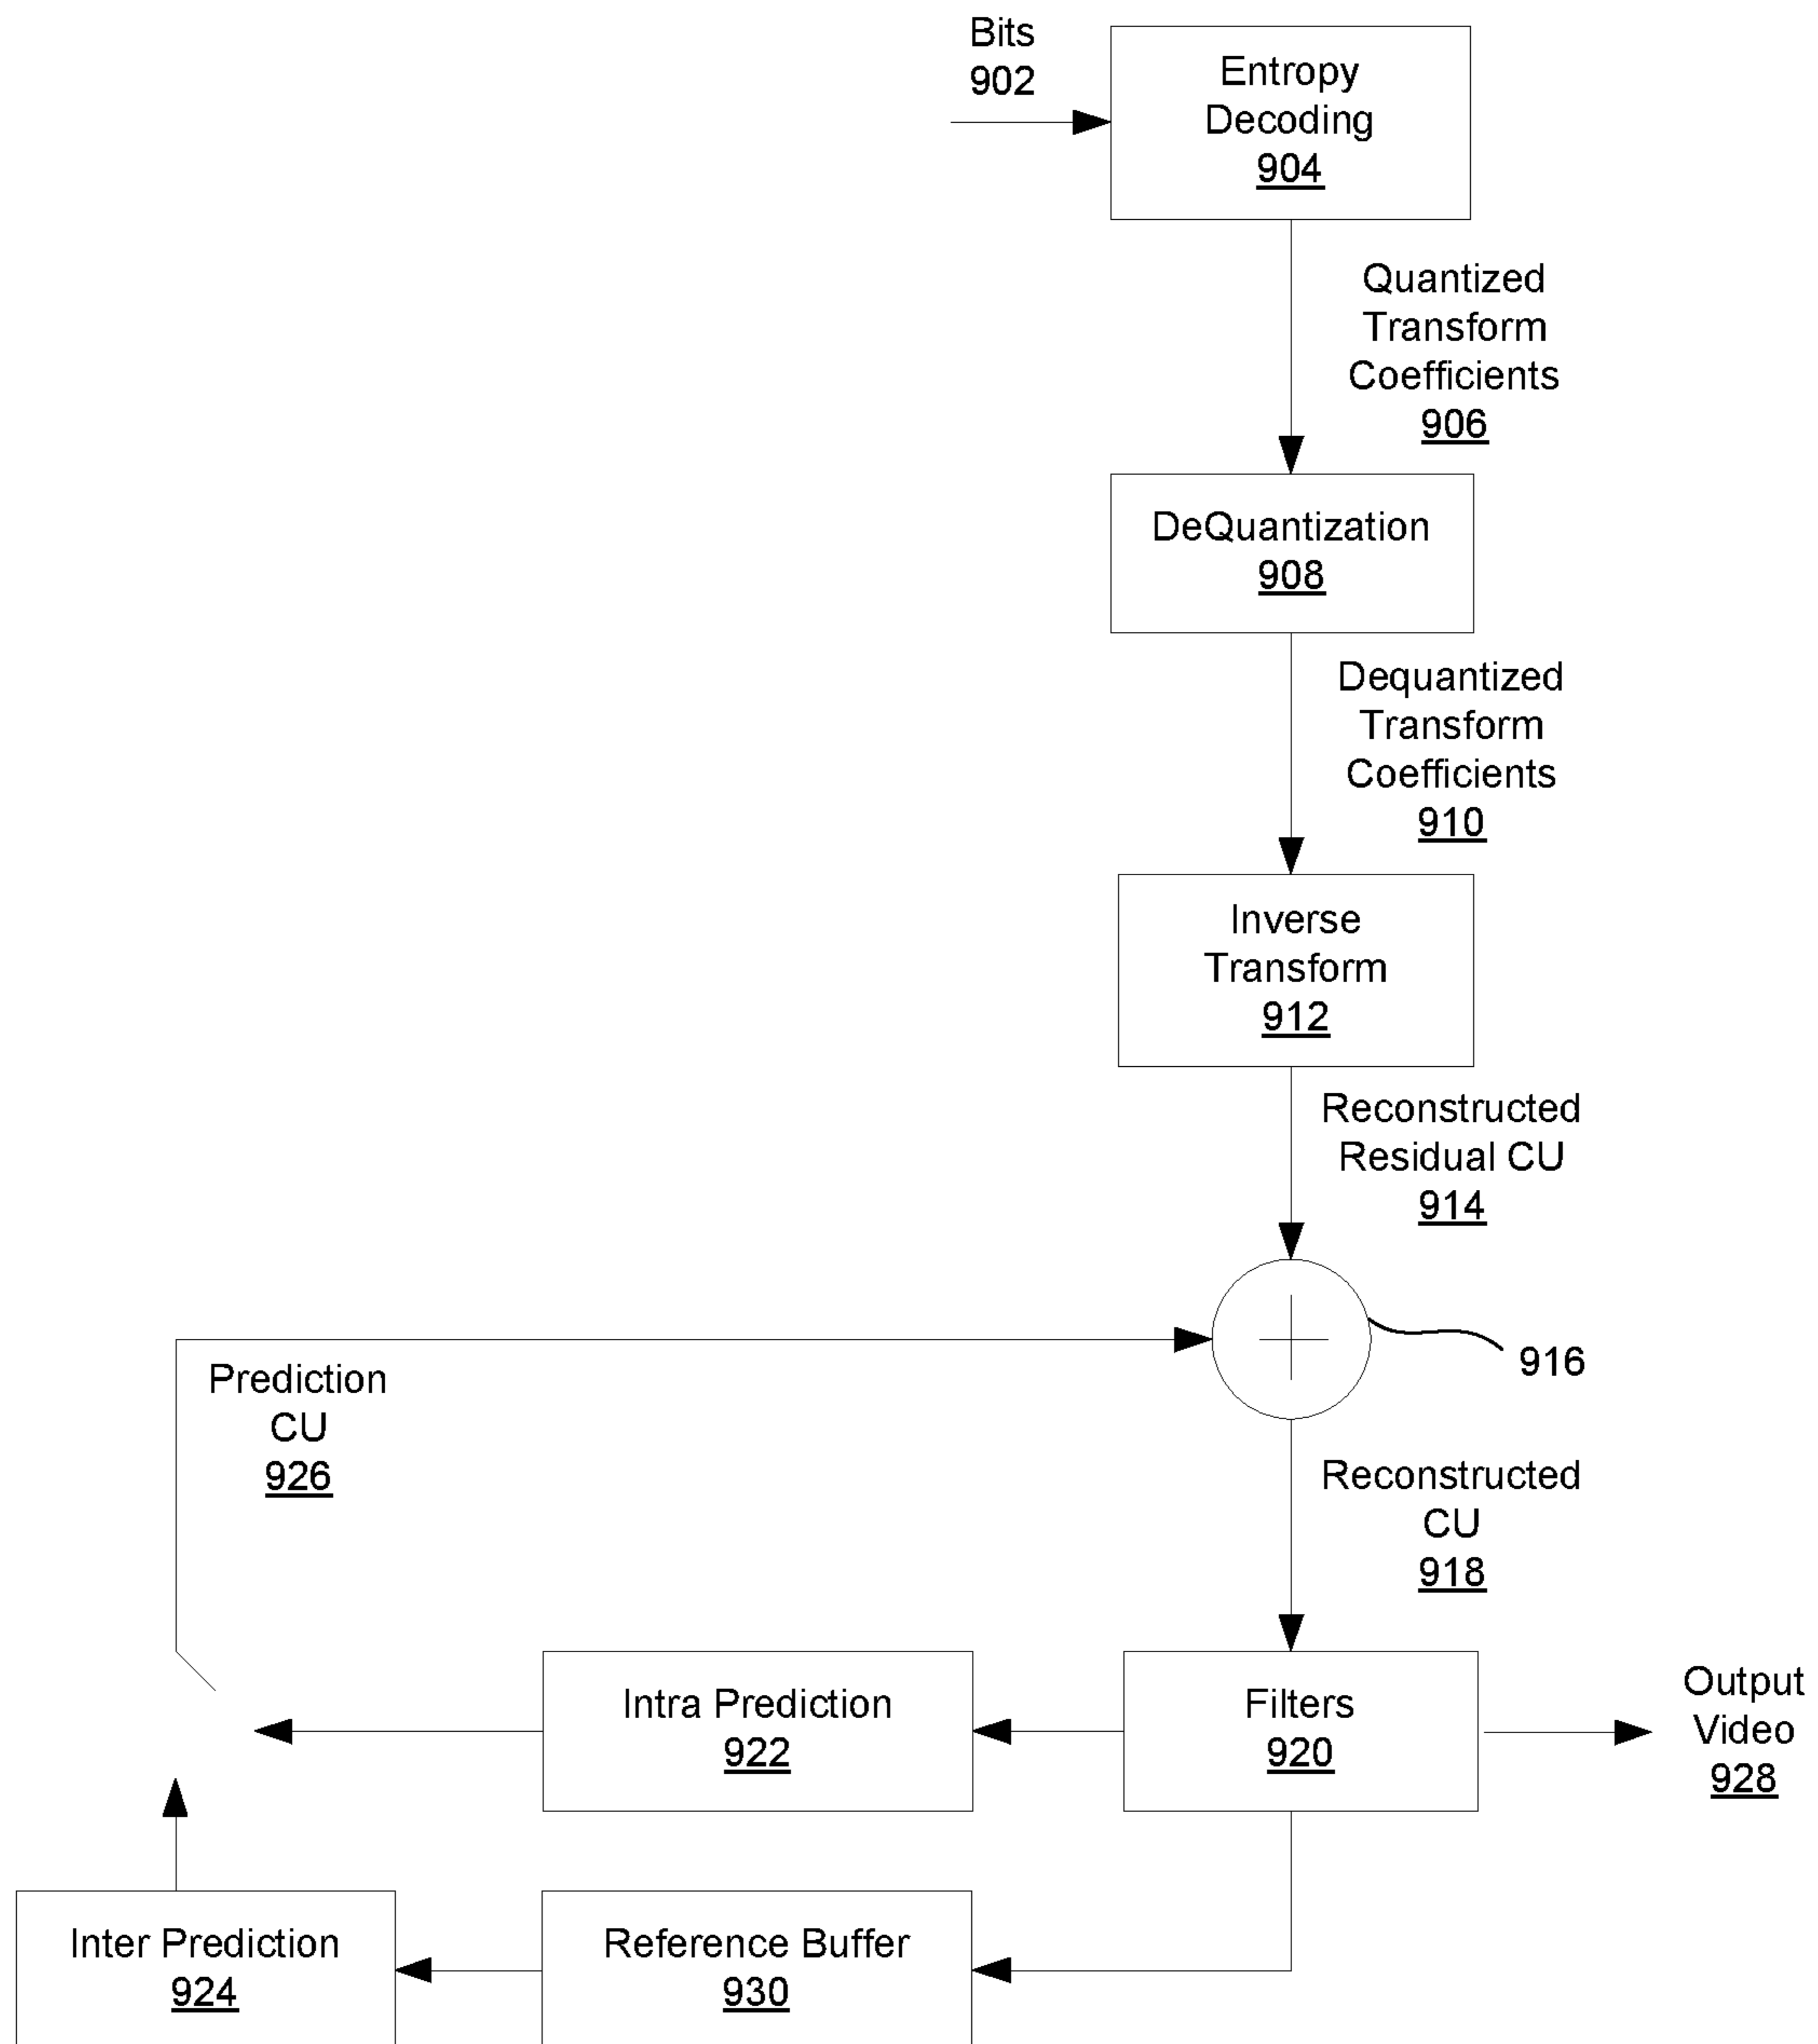 Bits
902
Entropy
Decoding
904
Quantized
Transform
Coefficients
906
DeQuantization
908
Dequantized
Transform
Coefficients
910
Inverse
Transform
912
Reconstructed
Residual CU
914
916
Prediction
CU
926
Reconstructed
CU
918
Intra Prediction
922
Filters
920
Output
Video
928
Inter Prediction
924
Reference Buffer
930